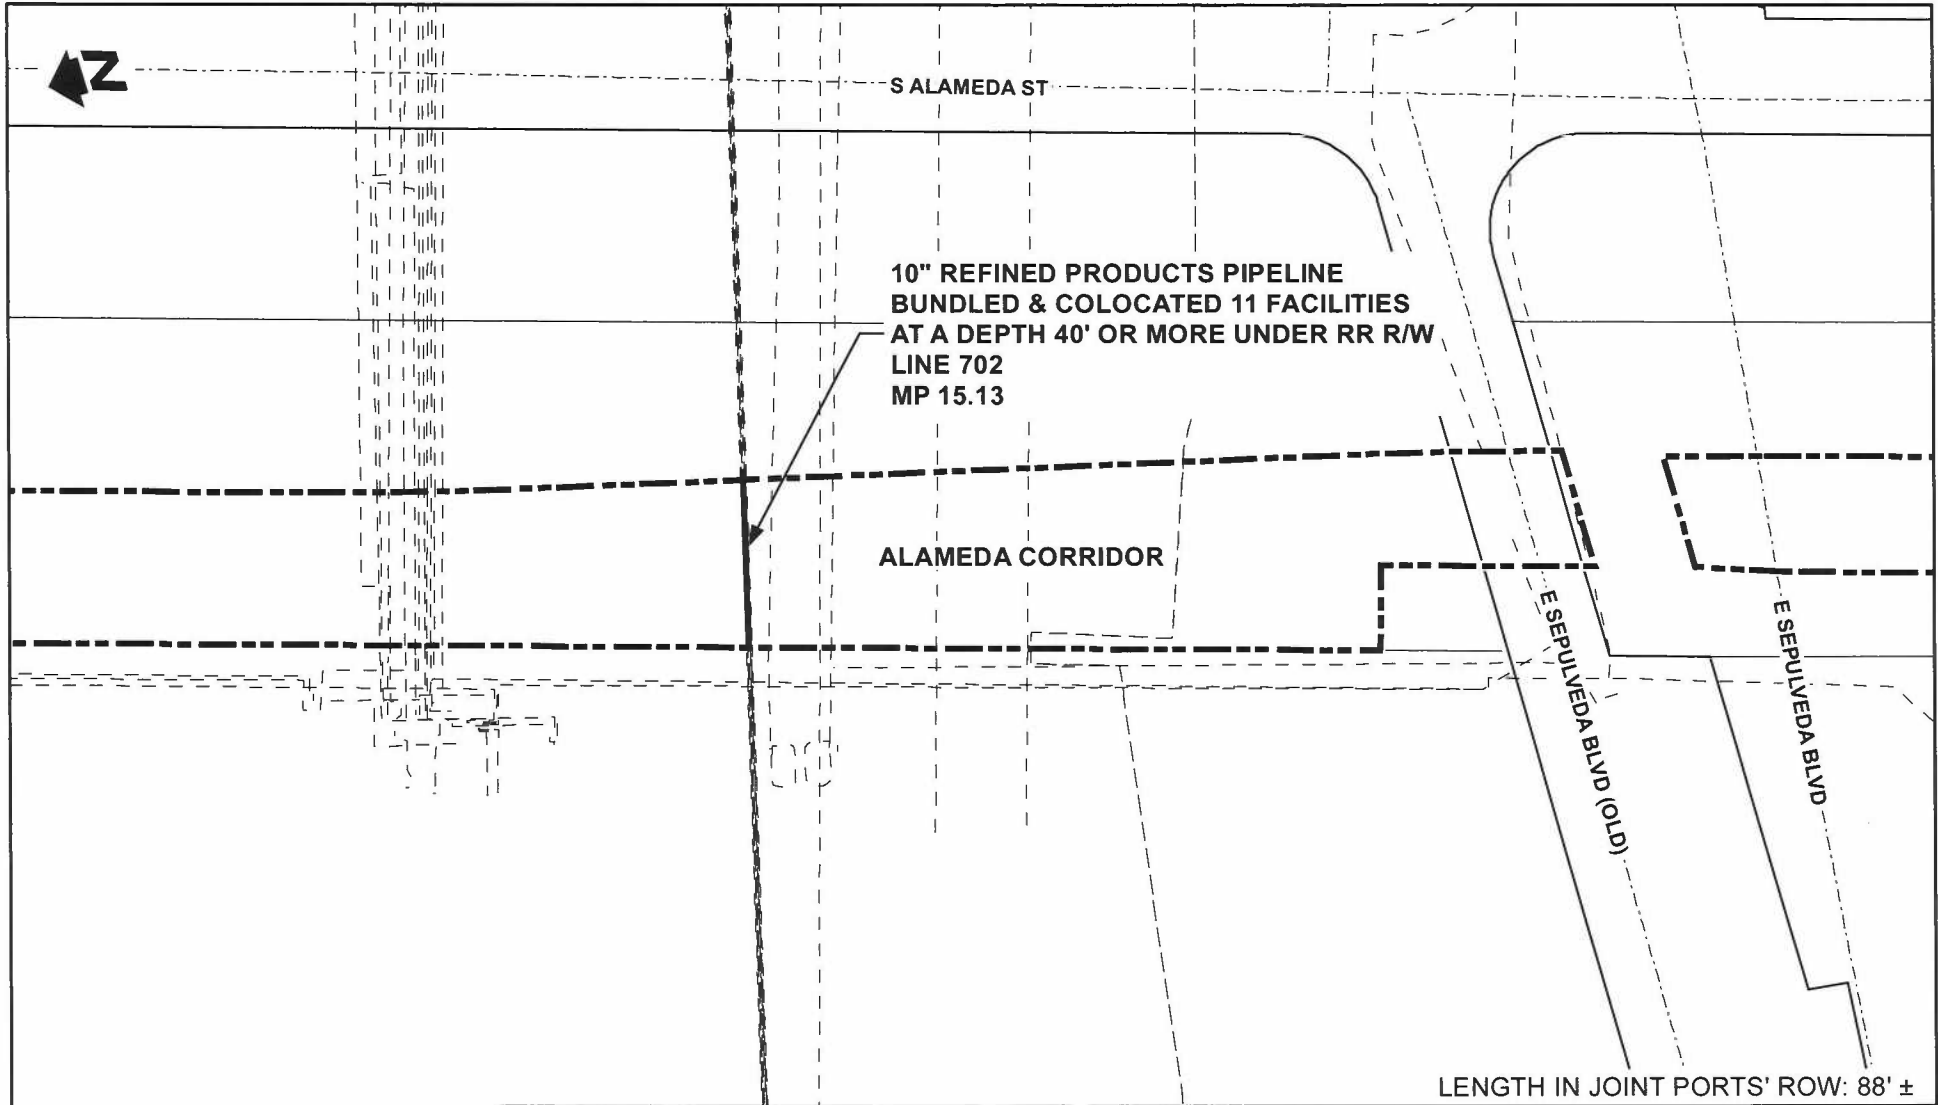 N
S ALAMEDA ST
10" REFINED PRODUCTS PIPELINE
BUNDLED & COLOCATED 11 FACILITIES
AT A DEPTH 40' OR MORE UNDER RR R/W
LINE 702
MP 15.13
ALAMEDA CORRIDOR
E SEPULVEDA BLVD (OLD)
E SEPULVEDA BLVD
LENGTH IN JOINT PORTS' ROW: 88' ±